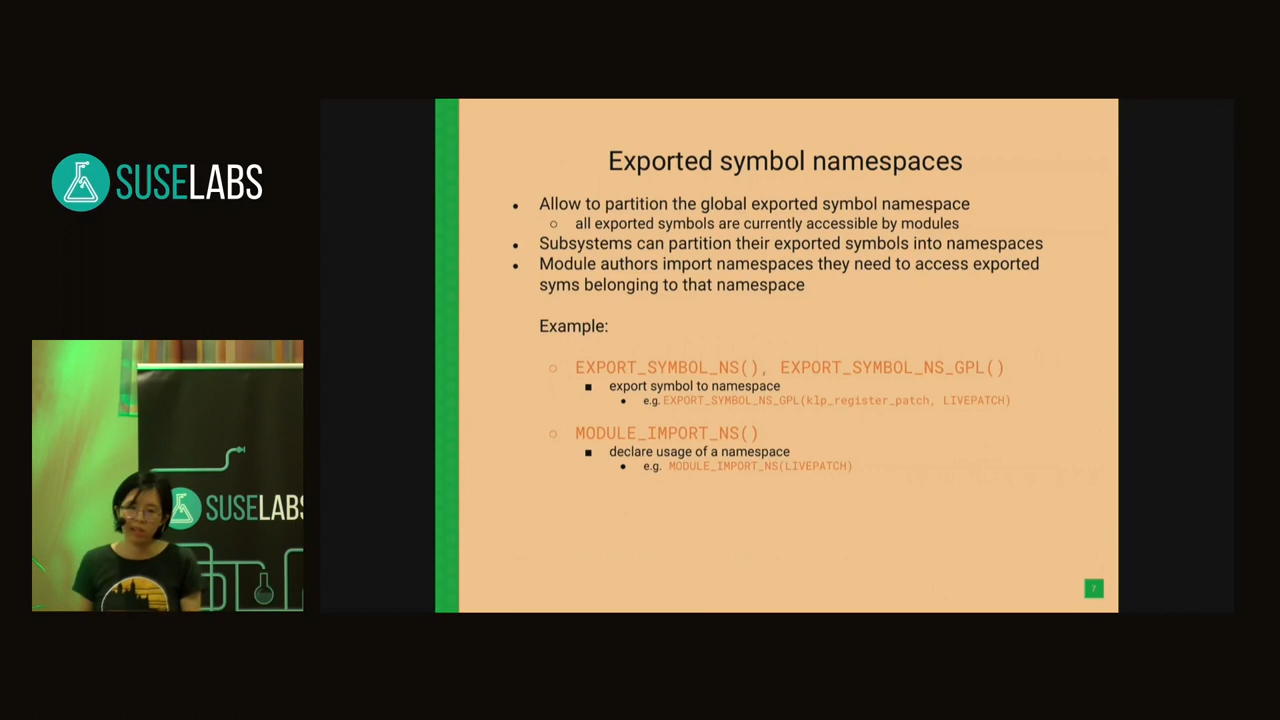 SUSELABS
Exported symbol namespaces
• Allow to partition the global exported symbol namespace
○ all exported symbols are currently accessible by modules
• Subsystems can partition their exported symbols into namespaces
• Module authors import namespaces they need to access exported
syms belonging to that namespace
Example:
○ EXPORT_SYMBOL_NS(), EXPORT_SYMBOL_NS_GPL()
■ export symbol to namespace
• e.g. EXPORT_SYMBOL_NS_GPL(klp_register_patch, LIVEPATCH)
○ MODULE_IMPORT_NS()
■ declare usage of a namespace
• e.g. MODULE_IMPORT_NS(LIVEPATCH)
7
SUSELABS